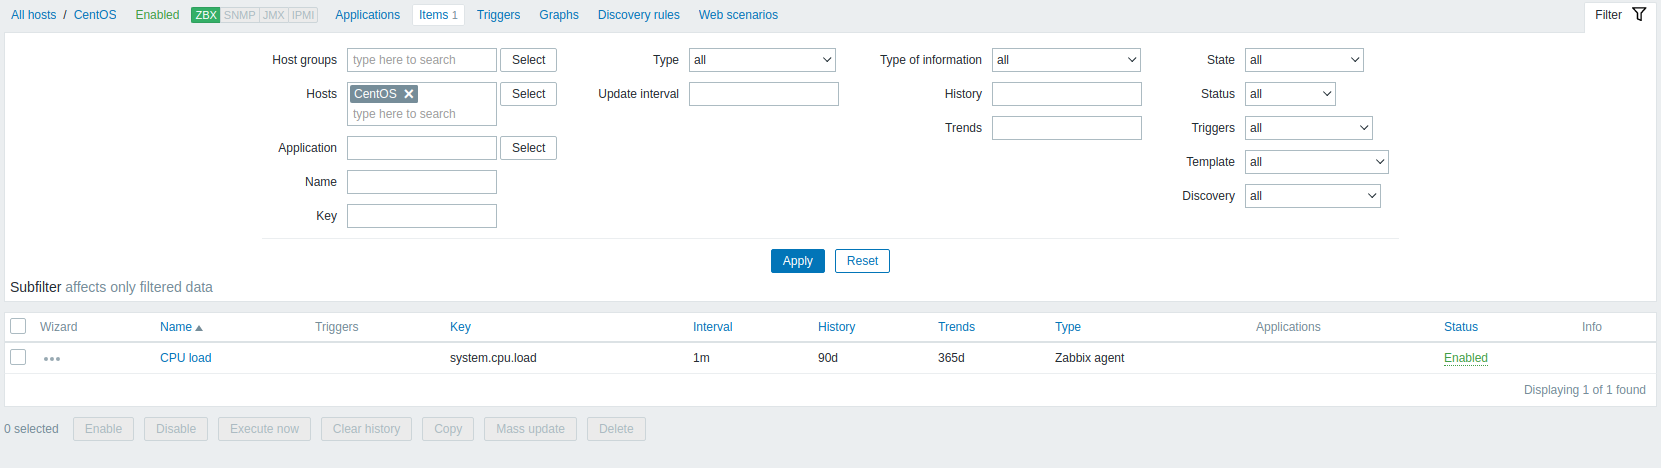 All hosts / CentOS Enabled ZBX SNMP JMX IPMI Applications Items 1 Triggers Graphs Discovery rules Web scenarios Filter
Host groups type here to search Select Type all Type of information all State all
Hosts CentOS type here to search Select Update interval History Status all
Trends Triggers all
Application Select Template all
Name Discovery all
Key
Apply Reset
Subfilter affects only filtered data
Wizard Name Triggers Key Interval History Trends Type Applications Status Info
CPU load system.cpu.load 1m 90d 365d Zabbix agent Enabled
Displaying 1 of 1 found
0 selected Enable Disable Execute now Clear history Copy Mass update Delete